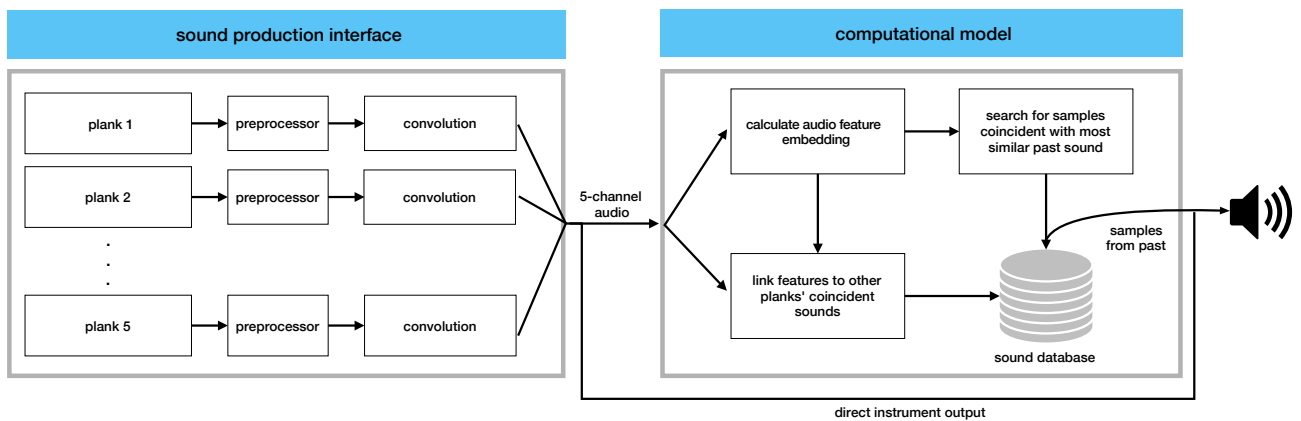 sound production interface
computational model
plank 1
preprocessor
convolution
plank 2
preprocessor
convolution
.
.
.
plank 5
preprocessor
convolution
5-channel
audio
calculate audio feature
embedding
search for samples
coincident with most
similar past sound
link features to other
planks' coincident
sounds
samples
from past
sound database
direct instrument output